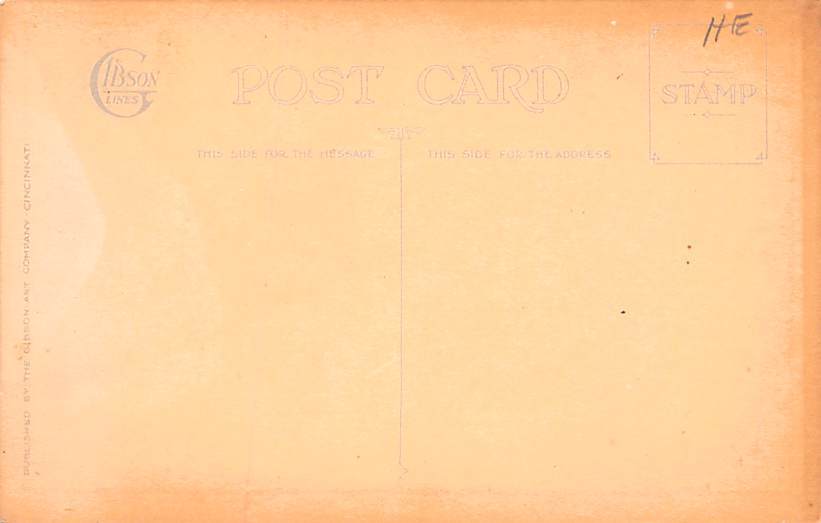 HE
GIBSON
LINES
POST CARD
STAMP
THIS SIDE FOR THE MESSAGE
THIS SIDE FOR THE ADDRESS
PUBLISHED BY THE GIBSON ART COMPANY CINCINNATI